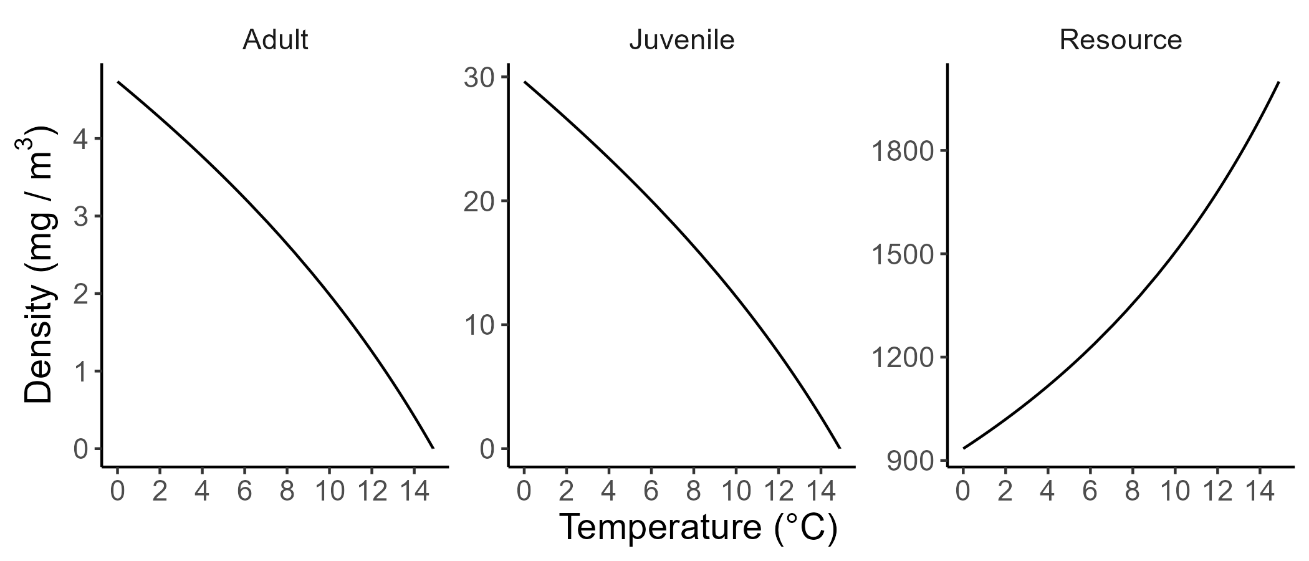 Adult
Juvenile
Resource
Density (mg / m³)
4
3
2
1
0
30
20
10
0
1800
1500
1200
900
0 2 4 6 8 10 12 14
0 2 4 6 8 10 12 14
0 2 4 6 8 10 12 14
Temperature (°C)